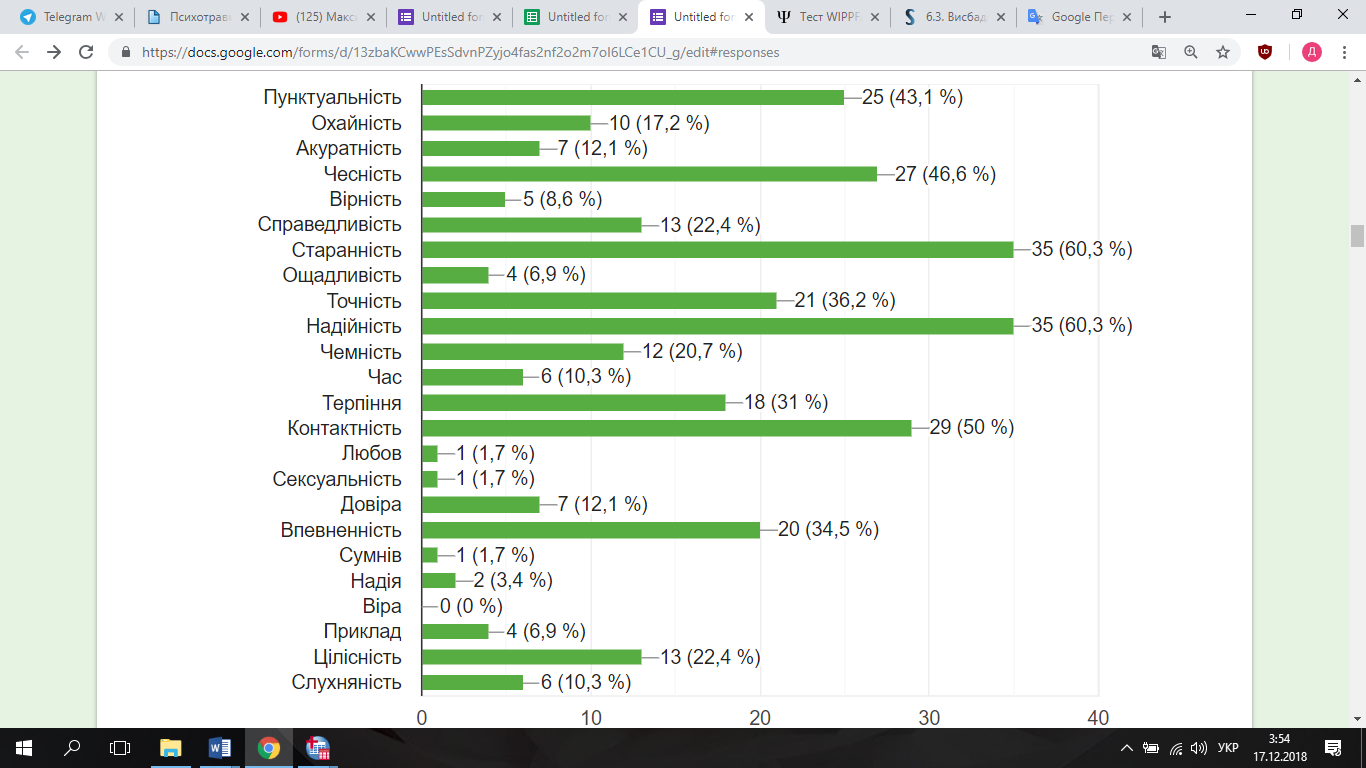 Telegram W
Психотравм
(125) Макс
Untitled for
Untitled for
Untitled for
Тест WIPPF
6.3. Висбад
Google Пер
https://docs.google.com/forms/d/13zbaKCwwPEsSdvnPZyjo4fas2nf2o2m7oI6LCe1CU_g/edit#responses
Пунктуальність 25 (43,1 %)
Охайність 10 (17,2 %)
Акуратність 7 (12,1 %)
Чесність 27 (46,6 %)
Вірність 5 (8,6 %)
Справедливість 13 (22,4 %)
Старанність 35 (60,3 %)
Ощадливість 4 (6,9 %)
Точність 21 (36,2 %)
Надійність 35 (60,3 %)
Чемність 12 (20,7 %)
Час 6 (10,3 %)
Терпіння 18 (31 %)
Контактність 29 (50 %)
Любов 1 (1,7 %)
Сексуальність 1 (1,7 %)
Довіра 7 (12,1 %)
Впевненність 20 (34,5 %)
Сумнів 1 (1,7 %)
Надія 2 (3,4 %)
Віра 0 (0 %)
Приклад 4 (6,9 %)
Цілісність 13 (22,4 %)
Слухняність 6 (10,3 %)
0 10 20 30 40
УКР
3:54
17.12.2018